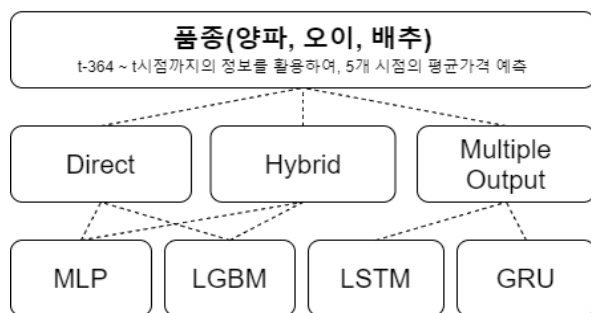 품종(양파, 오이, 배추)
t-364 ~ t시점까지의 정보를 활용하여, 5개 시점의 평균가격 예측
Direct
Hybrid
Multiple
Output
MLP
LGBM
LSTM
GRU